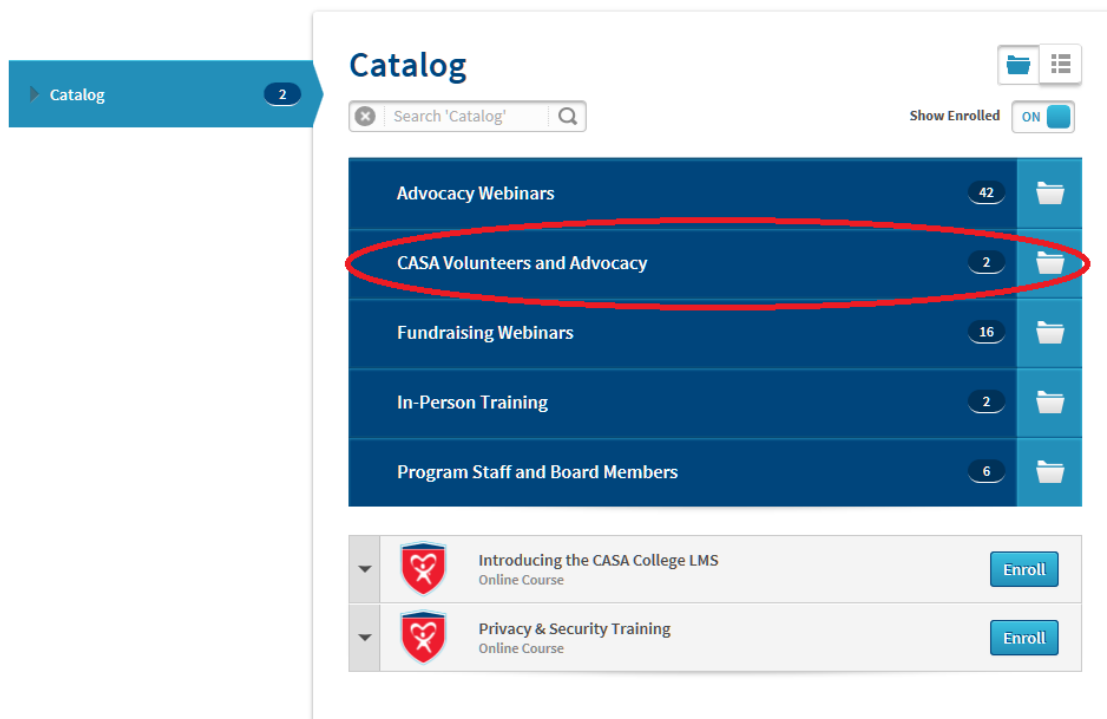 Catalog 2
Catalog
Search 'Catalog'
Show Enrolled ON
Advocacy Webinars 42
CASA Volunteers and Advocacy 2
Fundraising Webinars 16
In-Person Training 2
Program Staff and Board Members 6
Introducing the CASA College LMS
Online Course
Enroll
Privacy & Security Training
Online Course
Enroll